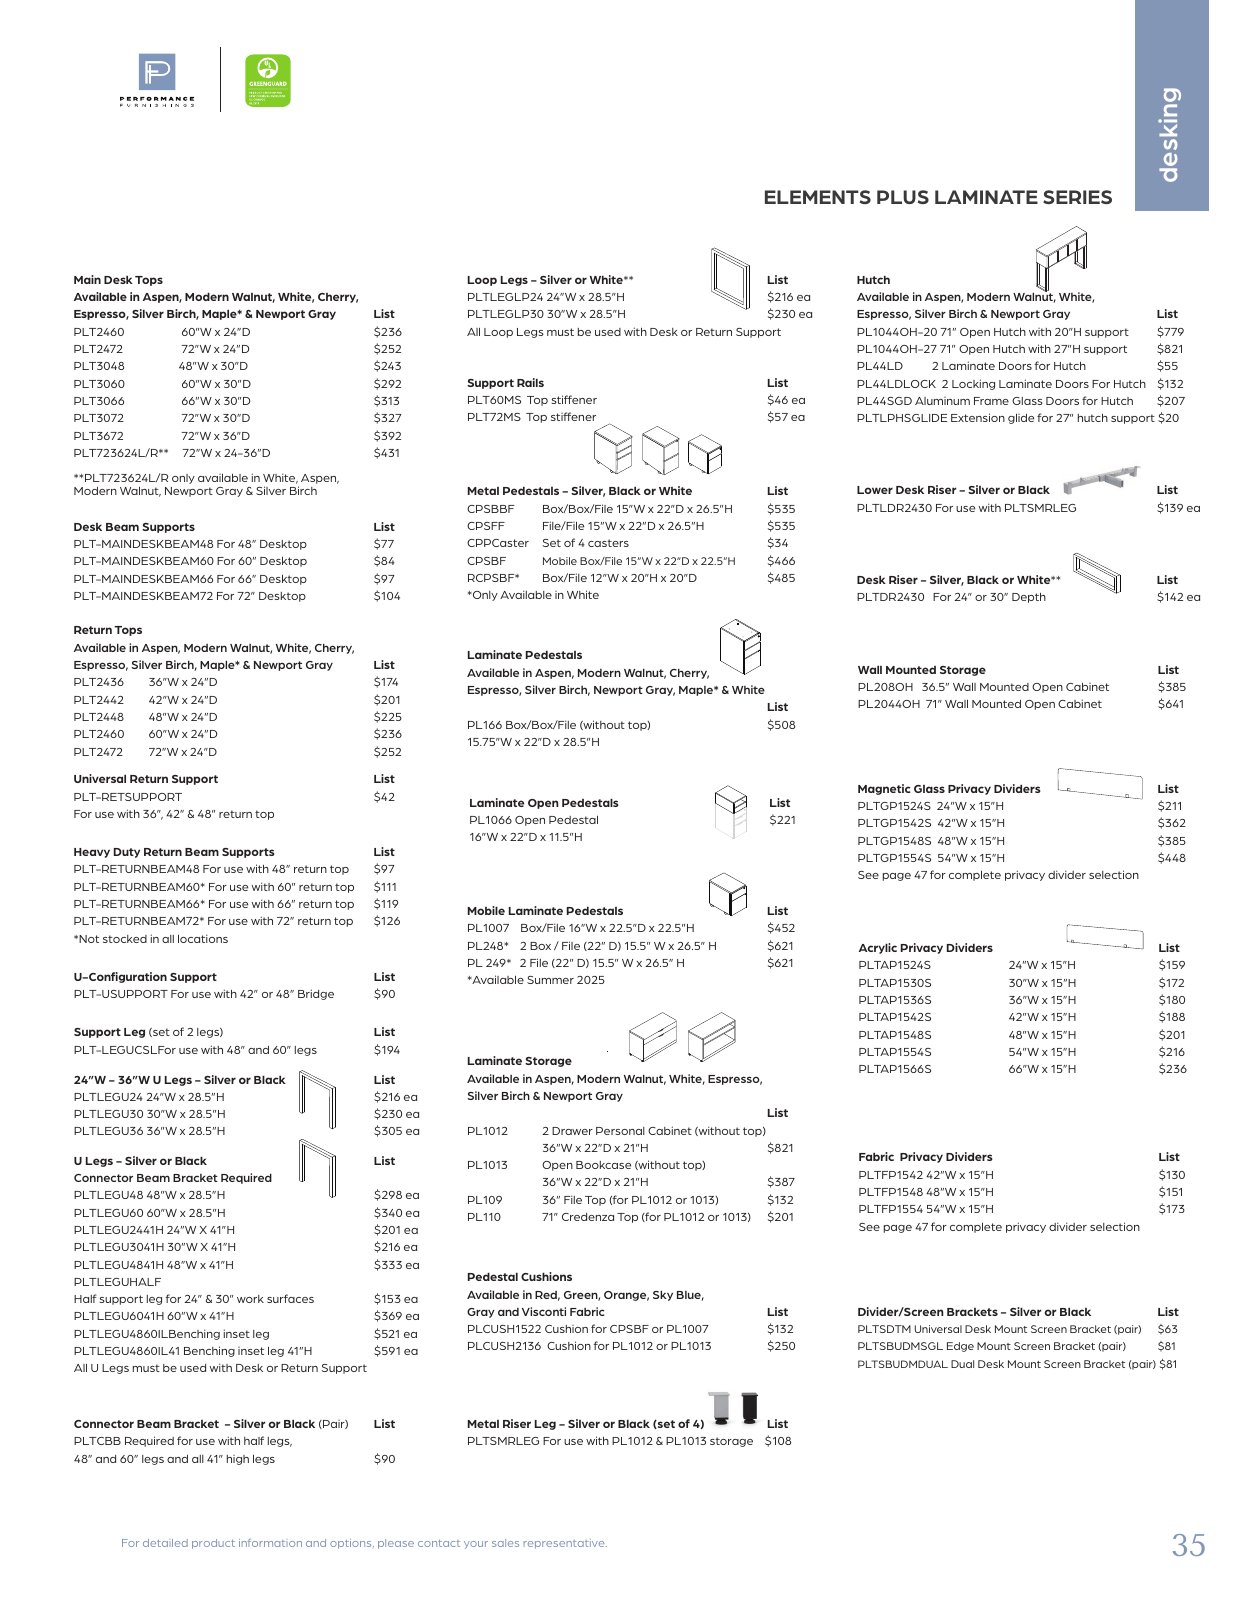 desking
PERFORMANCE
FURNISHINGS
GREENGUARD
ELEMENTS PLUS LAMINATE SERIES
Main Desk Tops
Available in Aspen, Modern Walnut, White, Cherry,
Espresso, Silver Birch, Maple* & Newport Gray List
PLT2460 60"W x 24"D $236
PLT2472 72"W x 24"D $252
PLT3048 48"W x 30"D $243
PLT3060 60"W x 30"D $292
PLT3066 66"W x 30"D $313
PLT3072 72"W x 30"D $327
PLT3672 72"W x 36"D $392
PLT723624L/R** 72"W x 24-36"D $431
**PLT723624L/R only available in White, Aspen,
Modern Walnut, Newport Gray & Silver Birch
Desk Beam Supports List
PLT-MAINDESKBEAM48 For 48" Desktop $77
PLT-MAINDESKBEAM60 For 60" Desktop $84
PLT-MAINDESKBEAM66 For 66" Desktop $97
PLT-MAINDESKBEAM72 For 72" Desktop $104
Return Tops
Available in Aspen, Modern Walnut, White, Cherry,
Espresso, Silver Birch, Maple* & Newport Gray List
PLT2436 36"W x 24"D $174
PLT2442 42"W x 24"D $201
PLT2448 48"W x 24"D $225
PLT2460 60"W x 24"D $236
PLT2472 72"W x 24"D $252
Universal Return Support List
PLT-RETSUPPORT $42
For use with 36", 42" & 48" return top
Heavy Duty Return Beam Supports List
PLT-RETURNBEAM48 For use with 48" return top $97
PLT-RETURNBEAM60* For use with 60" return top $111
PLT-RETURNBEAM66* For use with 66" return top $119
PLT-RETURNBEAM72* For use with 72" return top $126
*Not stocked in all locations
U-Configuration Support List
PLT-USUPPORT For use with 42" or 48" Bridge $90
Support Leg (set of 2 legs) List
PLT-LEGUCSLFor use with 48" and 60" legs $194
24"W - 36"W U Legs - Silver or Black List
PLTLEGU24 24"W x 28.5"H $216 ea
PLTLEGU30 30"W x 28.5"H $230 ea
PLTLEGU36 36"W x 28.5"H $305 ea
U Legs - Silver or Black List
Connector Beam Bracket Required
PLTLEGU48 48"W x 28.5"H $298 ea
PLTLEGU60 60"W x 28.5"H $340 ea
PLTLEGU2441H 24"W X 41"H $201 ea
PLTLEGU3041H 30"W X 41"H $216 ea
PLTLEGU4841H 48"W x 41"H $333 ea
PLTLEGUHALF
Half support leg for 24" & 30" work surfaces $153 ea
PLTLEGU6041H 60"W x 41"H $369 ea
PLTLEGU4860ILBenching inset leg $521 ea
PLTLEGU4860IL41 Benching inset leg 41"H $591 ea
All U Legs must be used with Desk or Return Support
Connector Beam Bracket - Silver or Black (Pair) List
PLTCBB Required for use with half legs,
48" and 60" legs and all 41" high legs $90
Loop Legs - Silver or White** List
PLTLEGLP24 24"W x 28.5"H $216 ea
PLTLEGLP30 30"W x 28.5"H $230 ea
All Loop Legs must be used with Desk or Return Support
Support Rails List
PLT60MS Top stiffener $46 ea
PLT72MS Top stiffener $57 ea
Metal Pedestals - Silver, Black or White List
CPSBBF Box/Box/File 15"W x 22"D x 26.5"H $535
CPSFF File/File 15"W x 22"D x 26.5"H $535
CPPCaster Set of 4 casters $34
CPSBF Mobile Box/File 15"W x 22"D x 22.5"H $466
RCPSBF* Box/File 12"W x 20"H x 20"D $485
*Only Available in White
Laminate Pedestals
Available in Aspen, Modern Walnut, Cherry,
Espresso, Silver Birch, Newport Gray, Maple* & White
List
PL166 Box/Box/File (without top) $508
15.75"W x 22"D x 28.5"H
Laminate Open Pedestals List
PL1066 Open Pedestal $221
16"W x 22"D x 11.5"H
Mobile Laminate Pedestals List
PL1007 Box/File 16"W x 22.5"D x 22.5"H $452
PL248* 2 Box / File (22" D) 15.5" W x 26.5" H $621
PL 249* 2 File (22" D) 15.5" W x 26.5" H $621
*Available Summer 2025
Laminate Storage
Available in Aspen, Modern Walnut, White, Espresso,
Silver Birch & Newport Gray
List
PL1012 2 Drawer Personal Cabinet (without top)
36"W x 22"D x 21"H $821
PL1013 Open Bookcase (without top)
36"W x 22"D x 21"H $387
PL109 36" File Top (for PL1012 or 1013) $132
PL110 71" Credenza Top (for PL1012 or 1013) $201
Pedestal Cushions
Available in Red, Green, Orange, Sky Blue,
Gray and Visconti Fabric List
PLCUSH1522 Cushion for CPSBF or PL1007 $132
PLCUSH2136 Cushion for PL1012 or PL1013 $250
Metal Riser Leg - Silver or Black (set of 4) List
PLTSMRLEG For use with PL1012 & PL1013 storage $108
Hutch
Available in Aspen, Modern Walnut, White,
Espresso, Silver Birch & Newport Gray List
PL1044OH-20 71" Open Hutch with 20"H support $779
PL1044OH-27 71" Open Hutch with 27"H support $821
PL44LD 2 Laminate Doors for Hutch $55
PL44LDLOCK 2 Locking Laminate Doors For Hutch $132
PL44SGD Aluminum Frame Glass Doors for Hutch $207
PLTLPHSGLIDE Extension glide for 27" hutch support $20
Lower Desk Riser - Silver or Black List
PLTLDR2430 For use with PLTSMRLEG $139 ea
Desk Riser - Silver, Black or White** List
PLTDR2430 For 24" or 30" Depth $142 ea
Wall Mounted Storage List
PL208OH 36.5" Wall Mounted Open Cabinet $385
PL2044OH 71" Wall Mounted Open Cabinet $641
Magnetic Glass Privacy Dividers List
PLTGP1524S 24"W x 15"H $211
PLTGP1542S 42"W x 15"H $362
PLTGP1548S 48"W x 15"H $385
PLTGP1554S 54"W x 15"H $448
See page 47 for complete privacy divider selection
Acrylic Privacy Dividers List
PLTAP1524S 24"W x 15"H $159
PLTAP1530S 30"W x 15"H $172
PLTAP1536S 36"W x 15"H $180
PLTAP1542S 42"W x 15"H $188
PLTAP1548S 48"W x 15"H $201
PLTAP1554S 54"W x 15"H $216
PLTAP1566S 66"W x 15"H $236
Fabric Privacy Dividers List
PLTFP1542 42"W x 15"H $130
PLTFP1548 48"W x 15"H $151
PLTFP1554 54"W x 15"H $173
See page 47 for complete privacy divider selection
Divider/Screen Brackets - Silver or Black List
PLTSDTM Universal Desk Mount Screen Bracket (pair) $63
PLTSBUDMSGL Edge Mount Screen Bracket (pair) $81
PLTSBUDMDUAL Dual Desk Mount Screen Bracket (pair) $81
For detailed product information and options, please contact your sales representative.
35